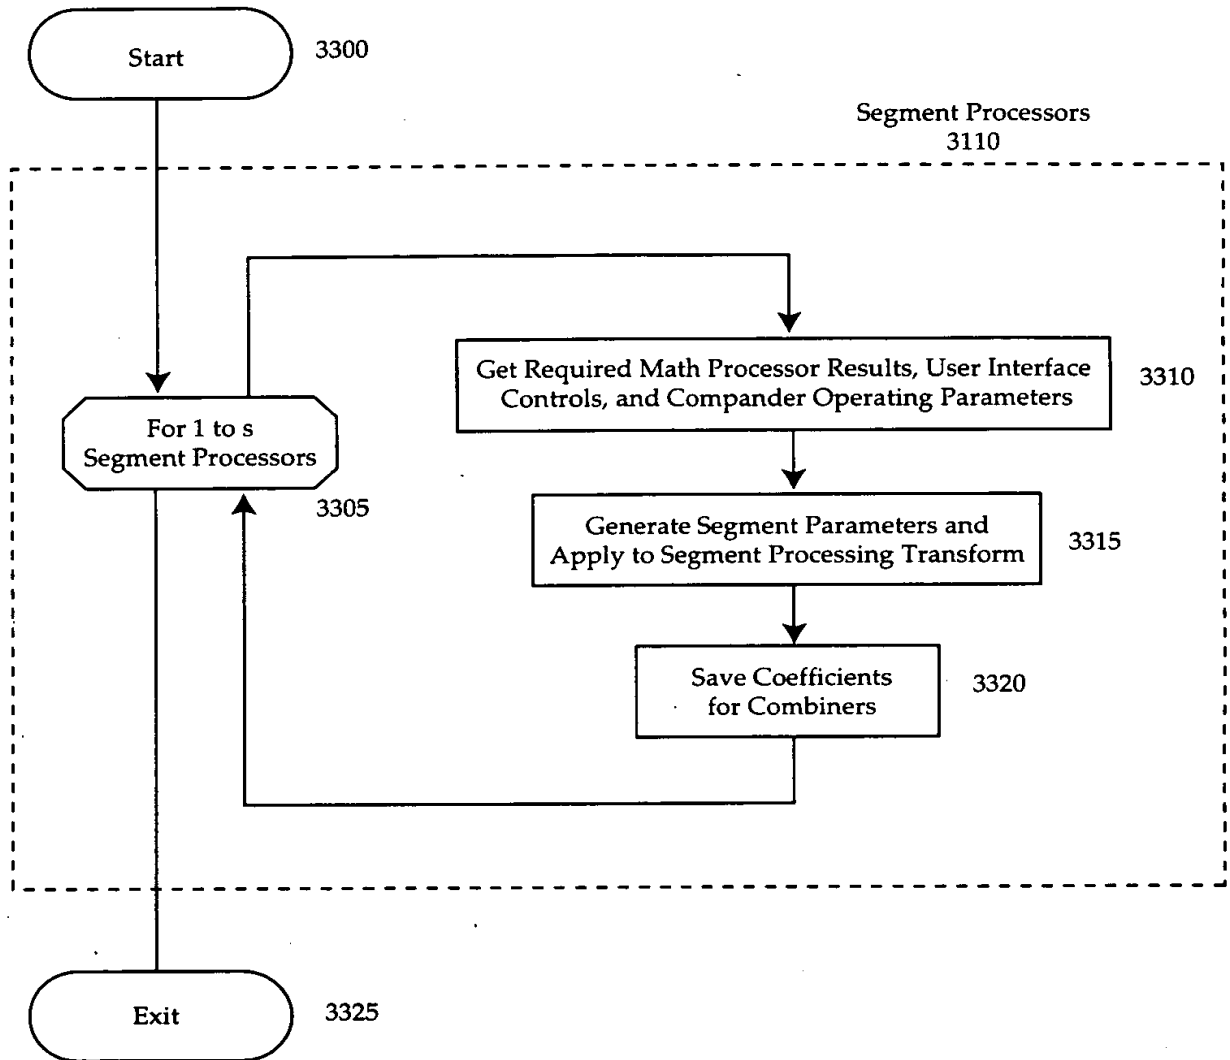 Start
3300
Segment Processors
3110
Get Required Math Processor Results, User Interface
Controls, and Compander Operating Parameters
3310
For 1 to s
Segment Processors
3305
Generate Segment Parameters and
Apply to Segment Processing Transform
3315
Save Coefficients
for Combiners
3320
Exit
3325